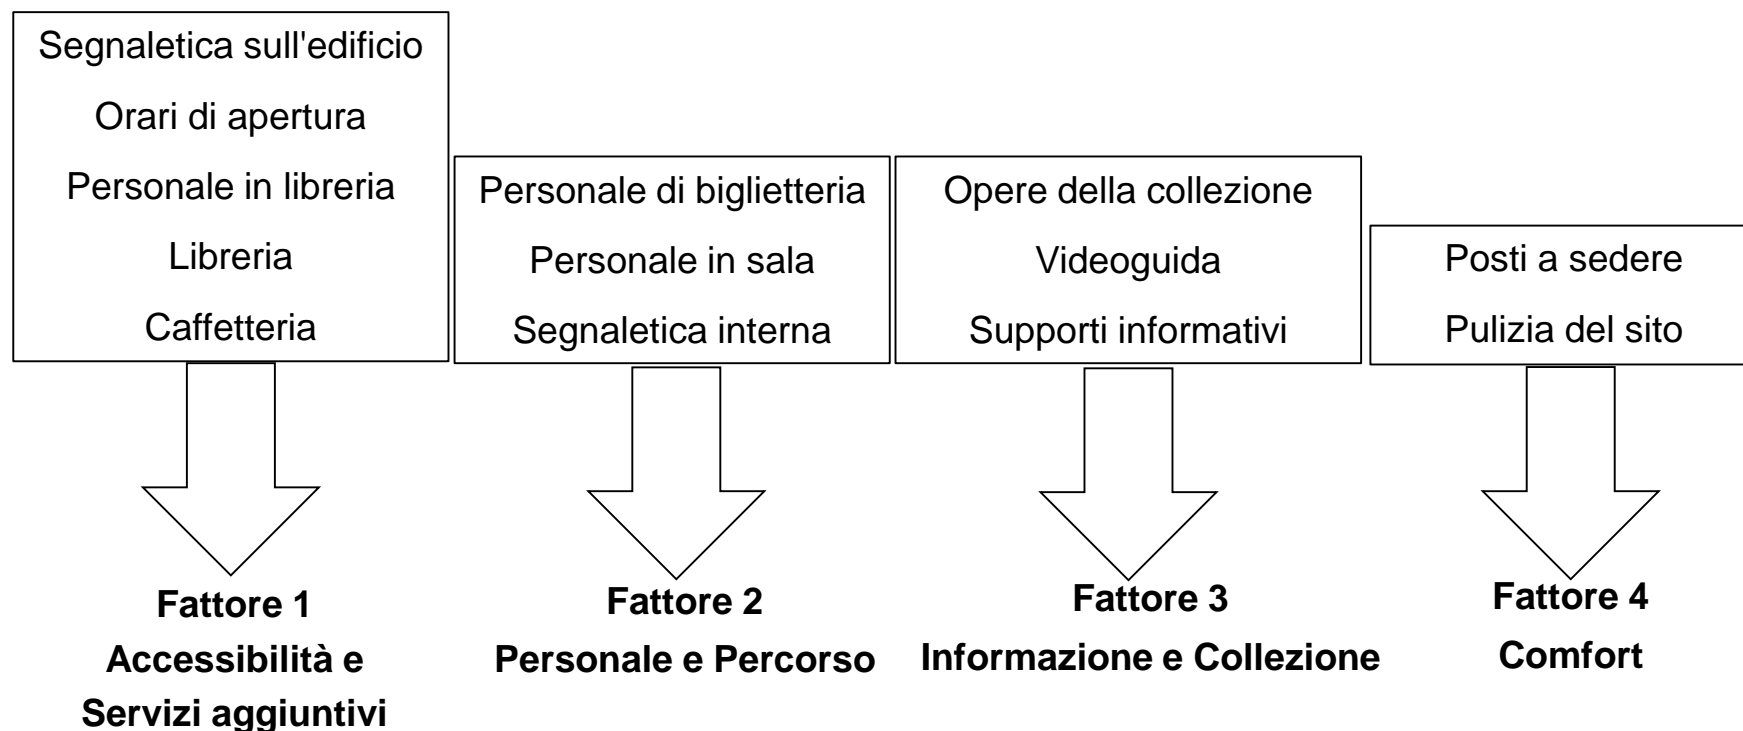 Segnaletica sull'edificio
Orari di apertura
Personale in libreria
Libreria
Caffetteria
Personale di biglietteria
Personale in sala
Segnaletica interna
Opere della collezione
Videoguida
Supporti informativi
Posti a sedere
Pulizia del sito
Fattore 1
Accessibilità e
Servizi aggiuntivi
Fattore 2
Personale e Percorso
Fattore 3
Informazione e Collezione
Fattore 4
Comfort